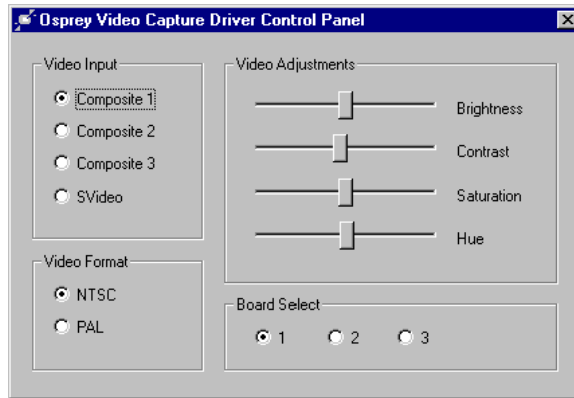 Osprey Video Capture Driver Control Panel
Video Input
Composite 1
Composite 2
Composite 3
SVideo
Video Format
NTSC
PAL
Video Adjustments
Brightness
Contrast
Saturation
Hue
Board Select
1 2 3